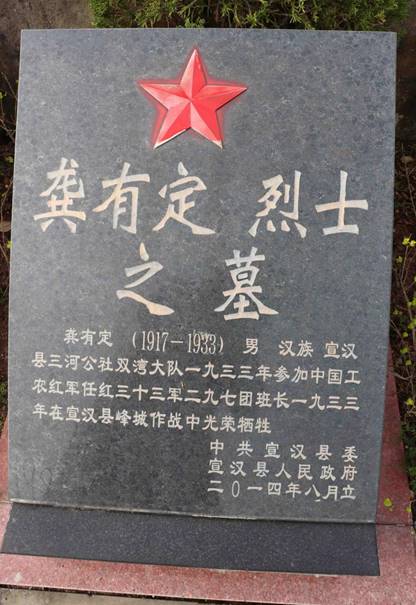 龚有定 烈士
之墓
龚有定 (1917-1933) 男 汉族 宣汉
县三河公社双湾大队一九三三年参加中国工
农红军任红三十三军二九七团班长一九三三
年在宣汉县峰城作战中光荣牺牲
中共宣汉县委
宣汉县人民政府
二0一四年八月立